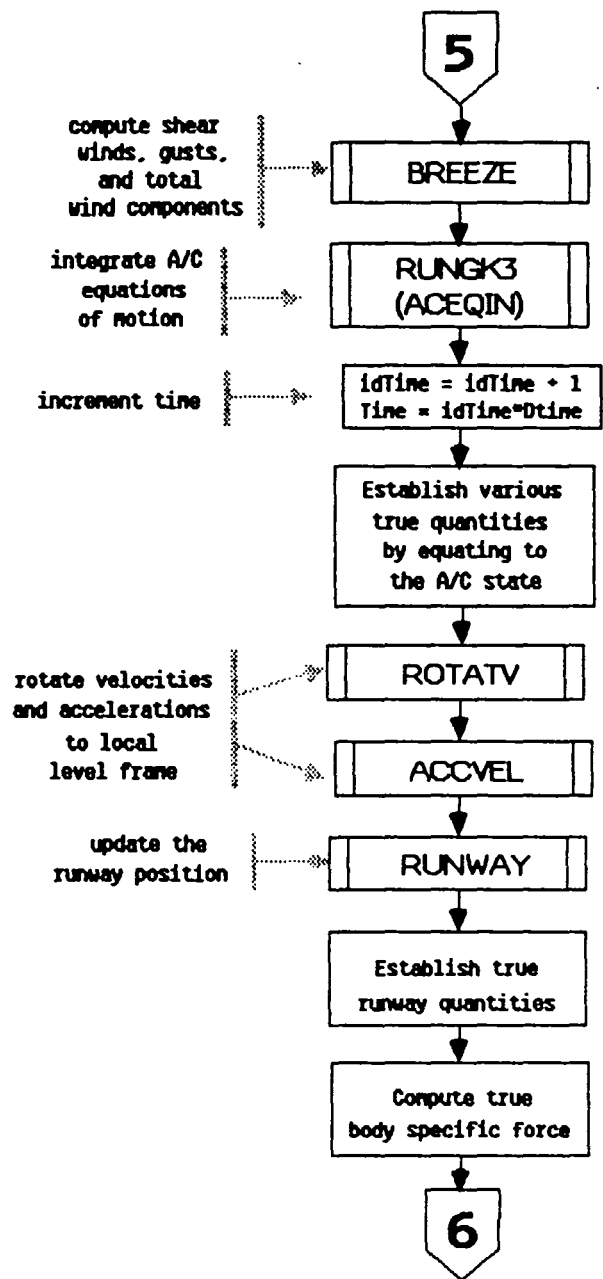 5
compute shear
winds, gusts,
and total
wind components
BREEZE
integrate A/C
equations
of motion
RUNGK3
(ACEQIN)
increment time
idTime = idTime + 1
Time = idTime*Dtime
Establish various
true quantities
by equating to
the A/C state
rotate velocities
and accelerations
to local
level frame
ROTATV
ACCVEL
update the
runway position
RUNWAY
Establish true
runway quantities
Compute true
body specific force
6